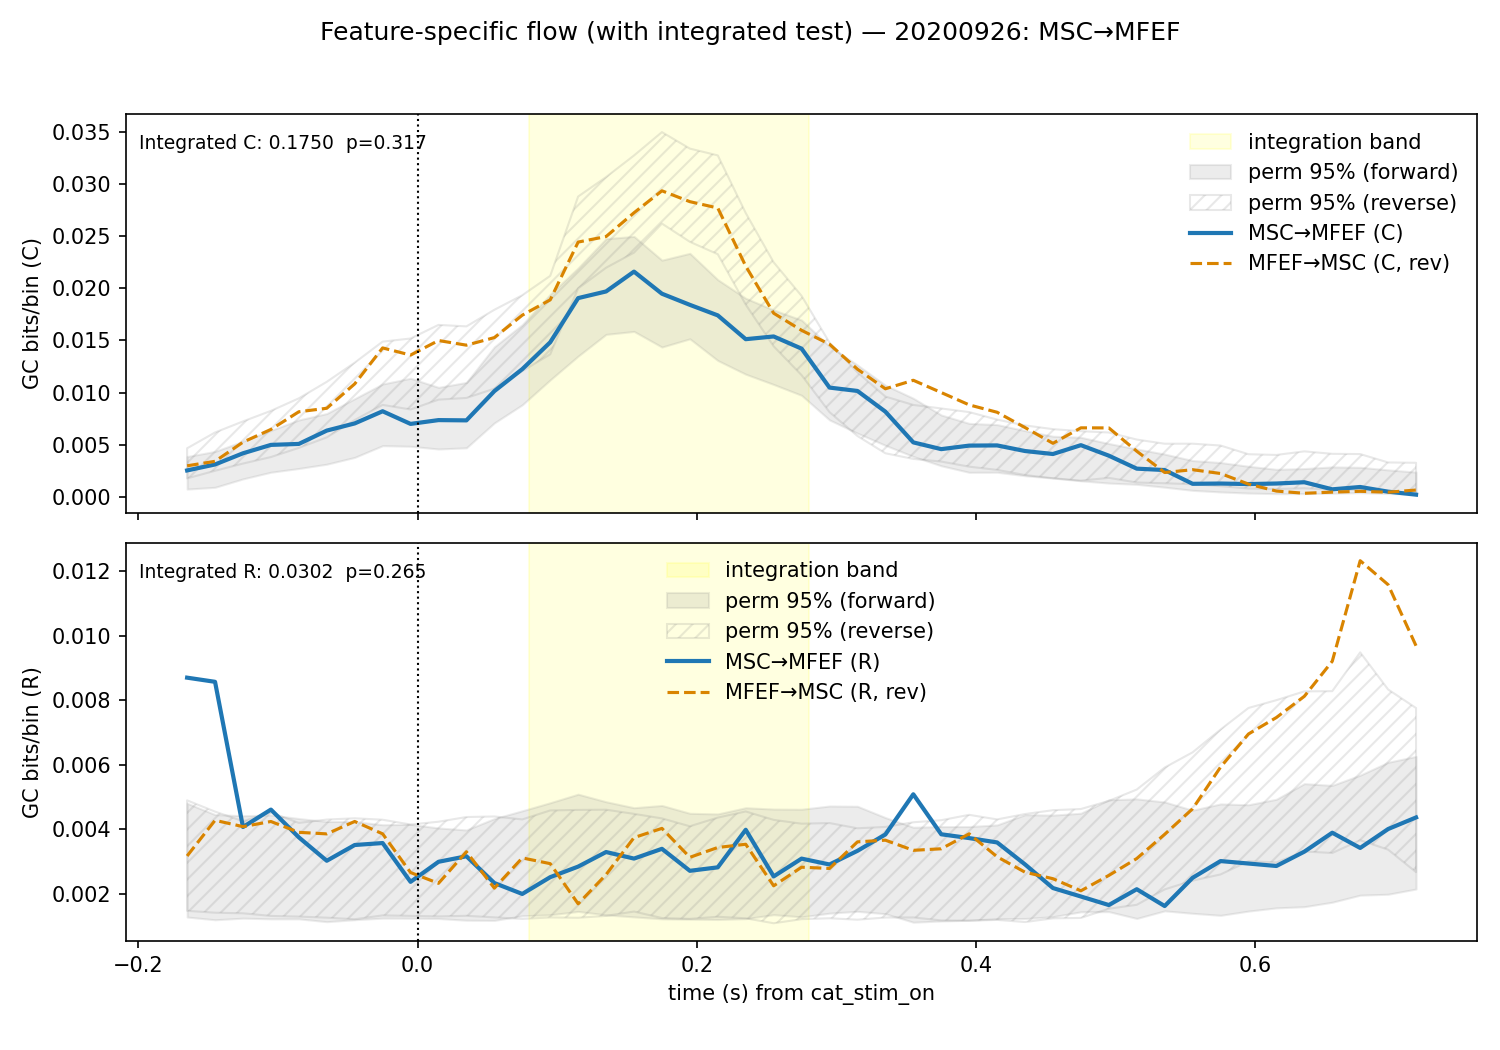 Feature-specific flow (with integrated test) — 20200926: MSC→MFEF
Integrated C: 0.1750  p=0.317
integration band
perm 95% (forward)
perm 95% (reverse)
MSC→MFEF (C)
MFEF→MSC (C, rev)
GC bits/bin (C)
0.035
0.030
0.025
0.020
0.015
0.010
0.005
0.000
Integrated R: 0.0302  p=0.265
integration band
perm 95% (forward)
perm 95% (reverse)
MSC→MFEF (R)
MFEF→MSC (R, rev)
GC bits/bin (R)
0.012
0.010
0.008
0.006
0.004
0.002
−0.2 0.0 0.2 0.4 0.6
time (s) from cat_stim_on